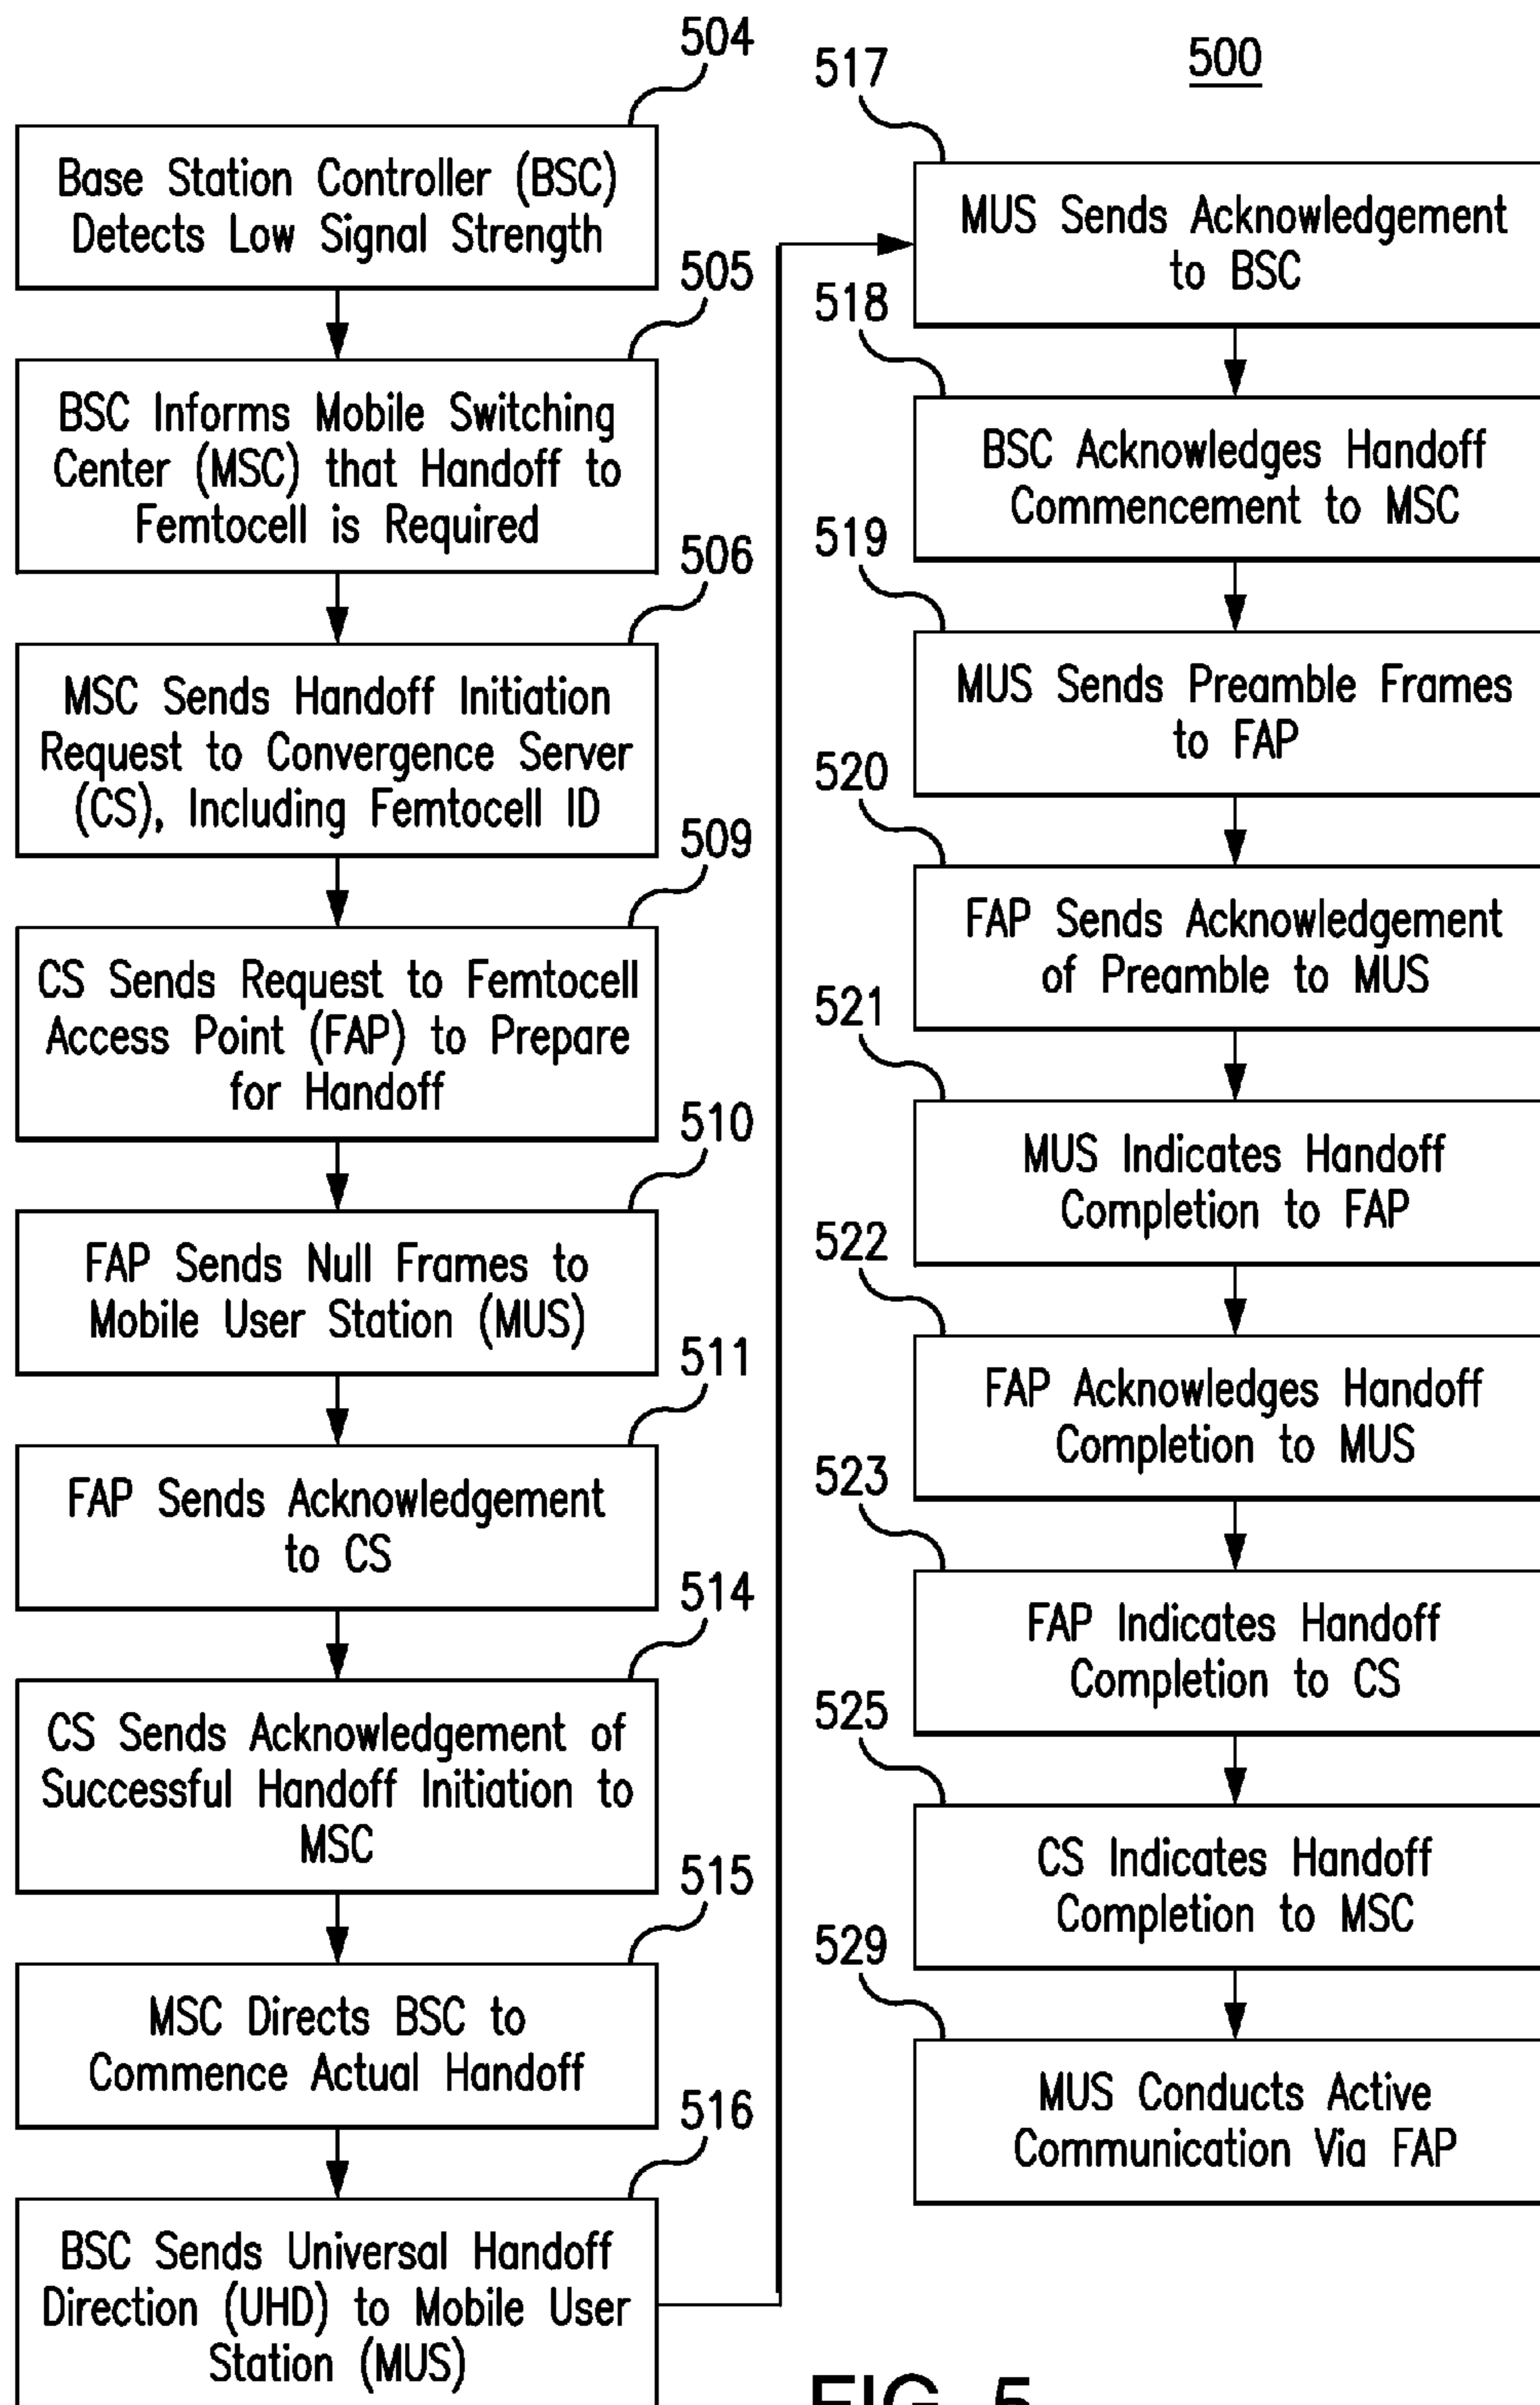 500
504
Base Station Controller (BSC)
Detects Low Signal Strength
505
BSC Informs Mobile Switching
Center (MSC) that Handoff to
Femtocell is Required
506
MSC Sends Handoff Initiation
Request to Convergence Server
(CS), Including Femtocell ID
509
CS Sends Request to Femtocell
Access Point (FAP) to Prepare
for Handoff
510
FAP Sends Null Frames to
Mobile User Station (MUS)
511
FAP Sends Acknowledgement
to CS
514
CS Sends Acknowledgement of
Successful Handoff Initiation to
MSC
515
MSC Directs BSC to
Commence Actual Handoff
516
BSC Sends Universal Handoff
Direction (UHD) to Mobile User
Station (MUS)
517
MUS Sends Acknowledgement
to BSC
518
BSC Acknowledges Handoff
Commencement to MSC
519
MUS Sends Preamble Frames
to FAP
520
FAP Sends Acknowledgement
of Preamble to MUS
521
MUS Indicates Handoff
Completion to FAP
522
FAP Acknowledges Handoff
Completion to MUS
523
FAP Indicates Handoff
Completion to CS
525
CS Indicates Handoff
Completion to MSC
529
MUS Conducts Active
Communication Via FAP
FIG. 5